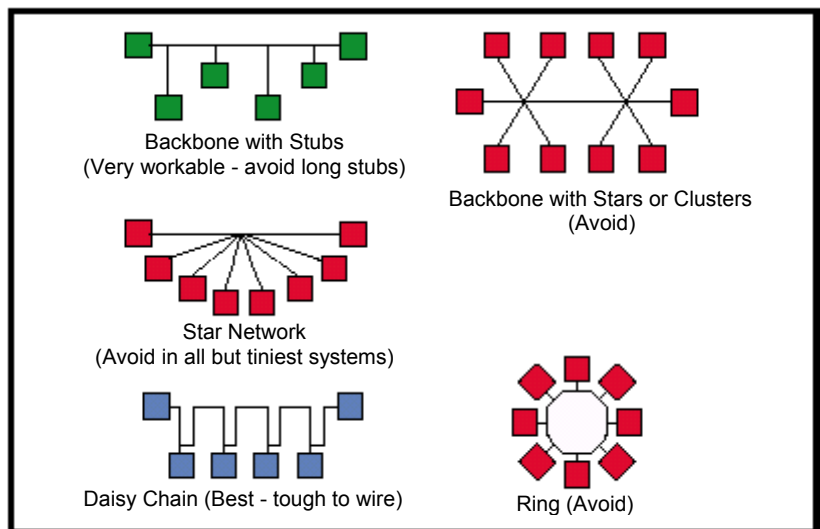 Backbone with Stubs
(Very workable - avoid long stubs)
Backbone with Stars or Clusters
(Avoid)
Star Network
(Avoid in all but tiniest systems)
Daisy Chain (Best - tough to wire)
Ring (Avoid)